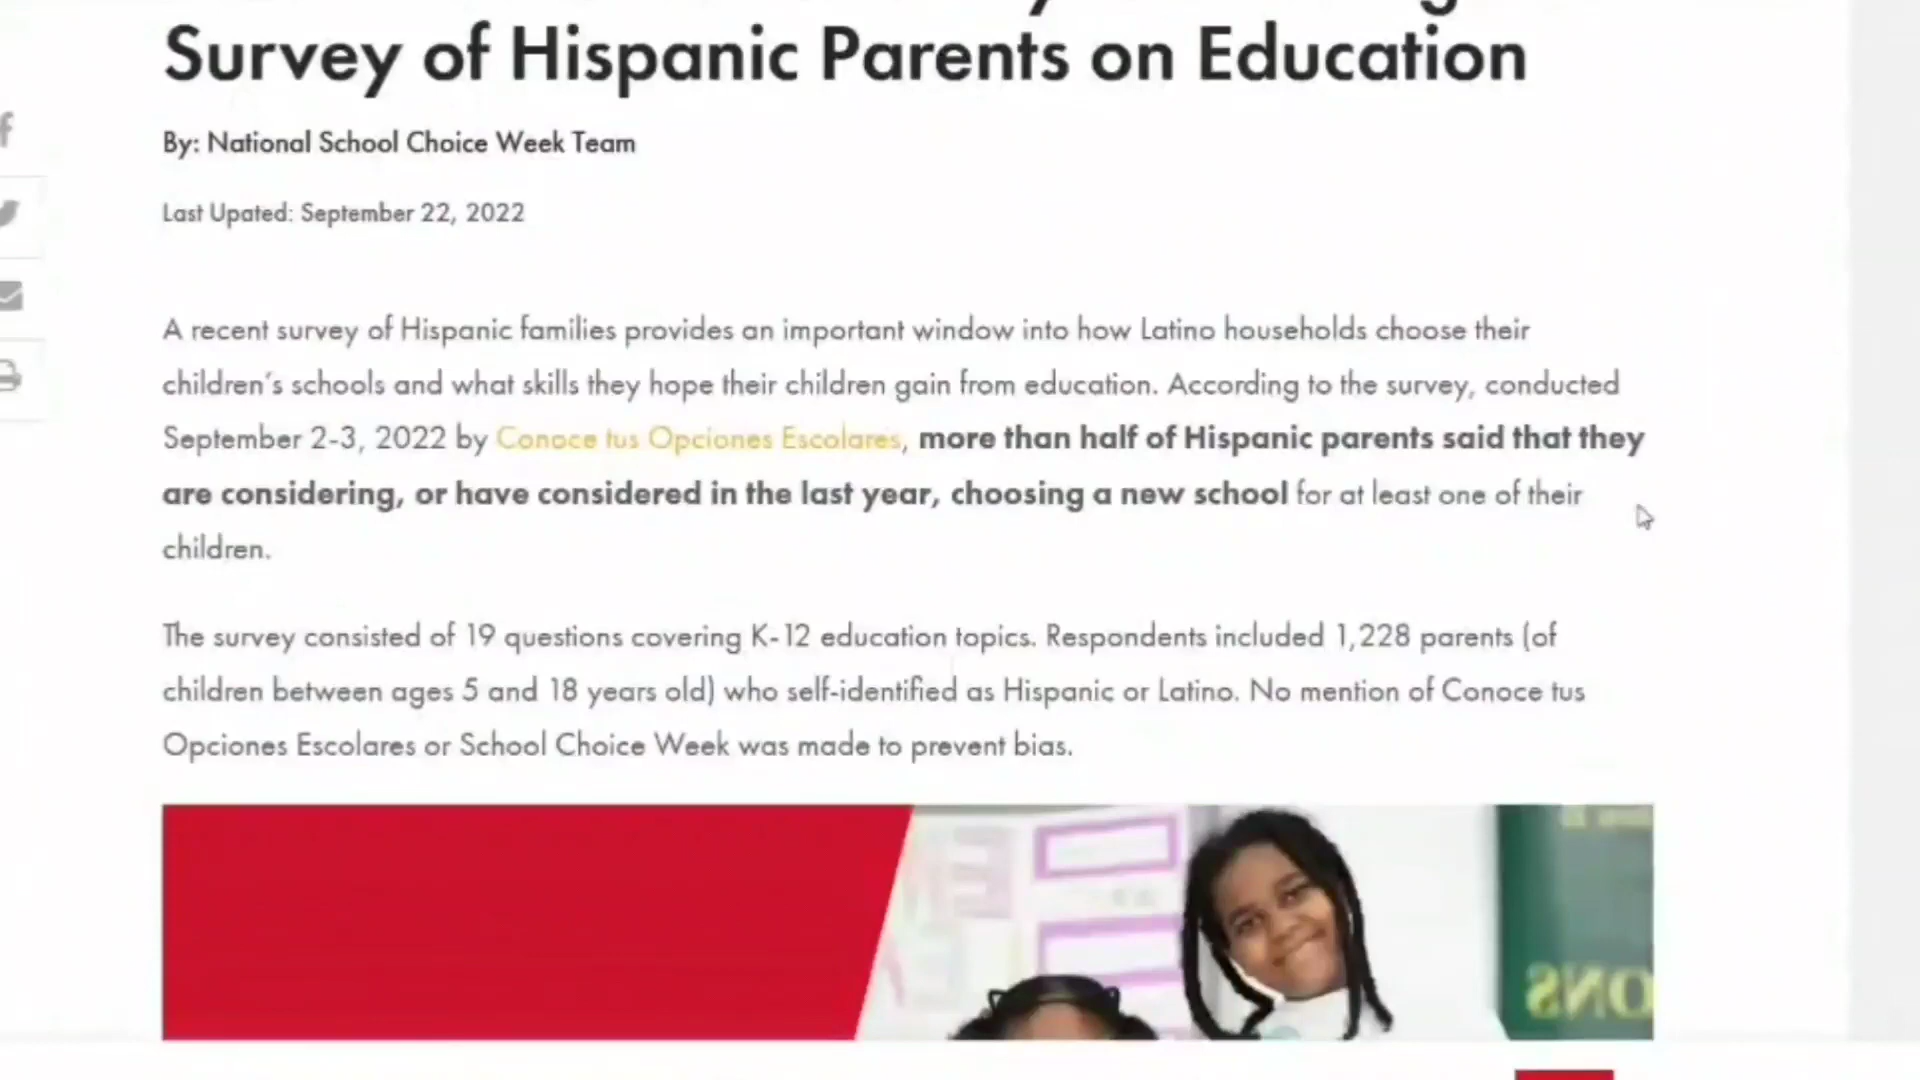 Survey of Hispanic Parents on Education
By: National School Choice Week Team
Last Upated: September 22, 2022
A recent survey of Hispanic families provides an important window into how Latino households choose their
children's schools and what skills they hope their children gain from education. According to the survey, conducted
September 2-3, 2022 by Conoce tus Opciones Escolares, more than half of Hispanic parents said that they
are considering, or have considered in the last year, choosing a new school for at least one of their
children.
The survey consisted of 19 questions covering K-12 education topics. Respondents included 1,228 parents (of
children between ages 5 and 18 years old) who self-identified as Hispanic or Latino. No mention of Conoce tus
Opciones Escolares or School Choice Week was made to prevent bias.